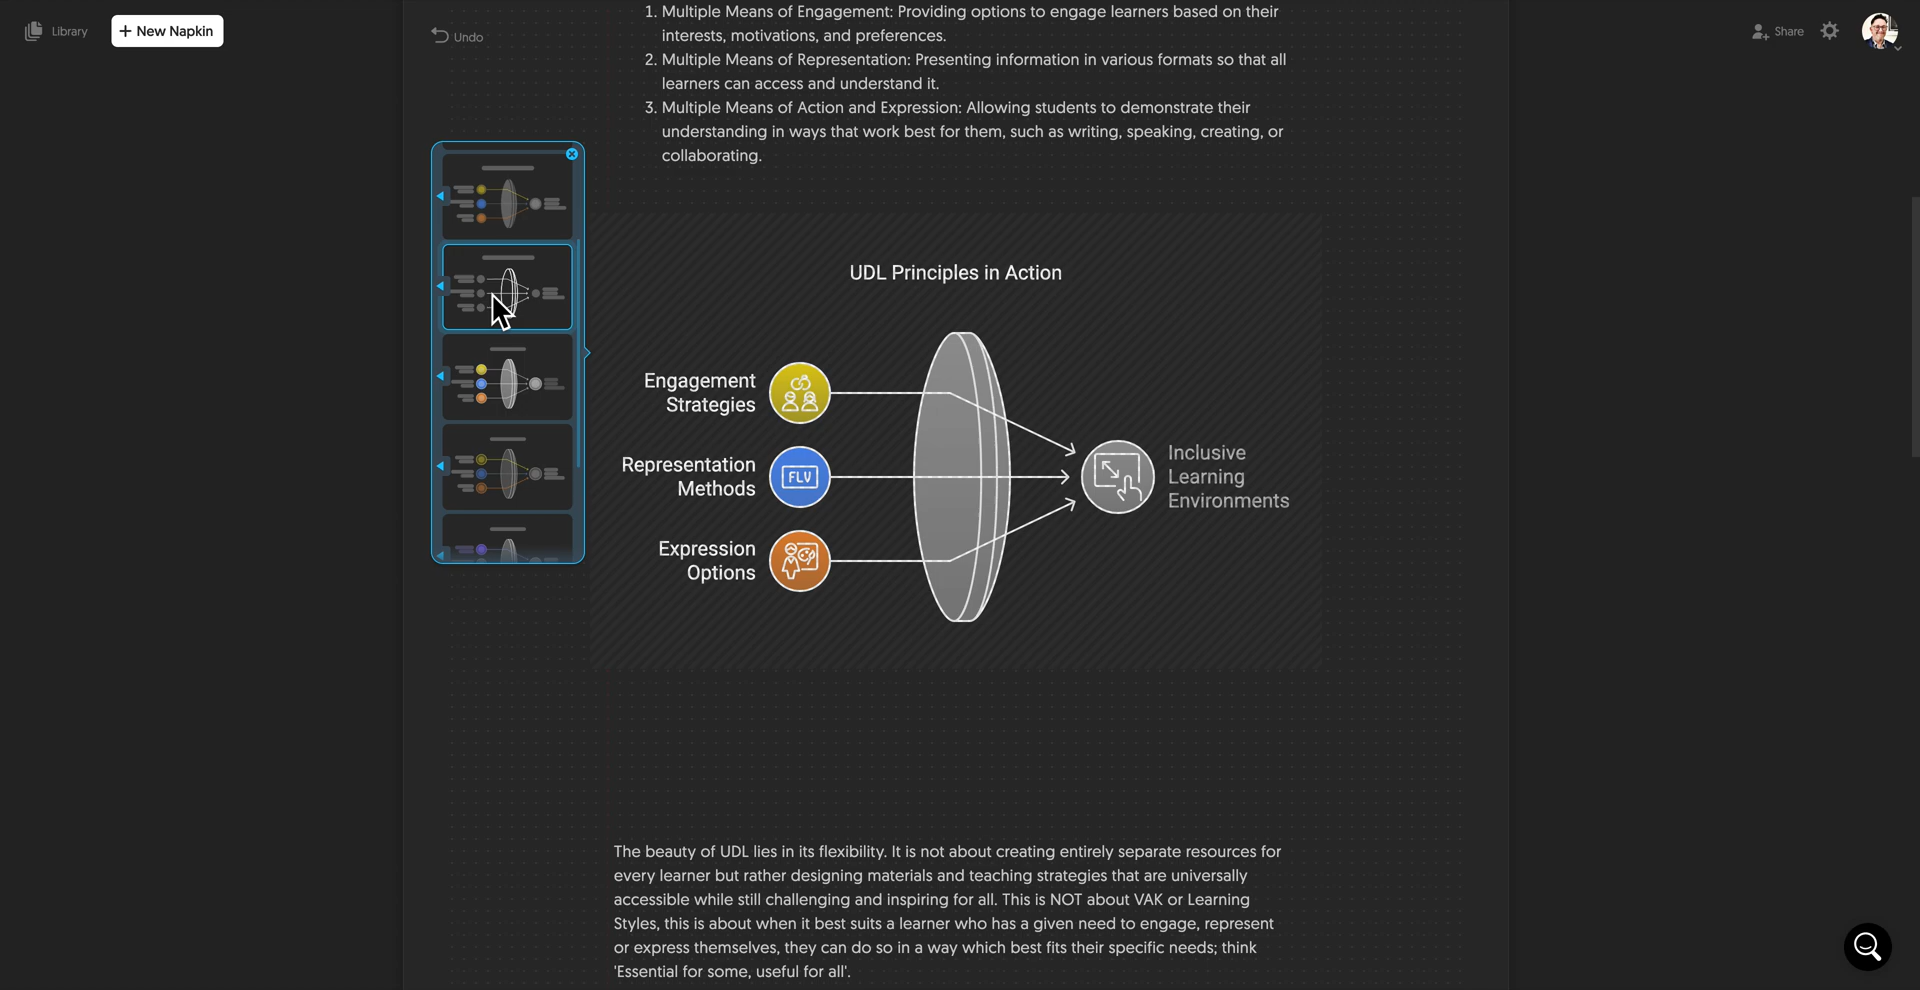 Library
+ New Napkin
Undo
Share
1. Multiple Means of Engagement: Providing options to engage learners based on their
interests, motivations, and preferences.
2. Multiple Means of Representation: Presenting information in various formats so that all
learners can access and understand it.
3. Multiple Means of Action and Expression: Allowing students to demonstrate their
understanding in ways that work best for them, such as writing, speaking, creating, or
collaborating.
UDL Principles in Action
Engagement
Strategies
Representation
Methods
FLV
Expression
Options
Inclusive
Learning
Environments
The beauty of UDL lies in its flexibility. It is not about creating entirely separate resources for
every learner but rather designing materials and teaching strategies that are universally
accessible while still challenging and inspiring for all. This is NOT about VAK or Learning
Styles, this is about when it best suits a learner who has a given need to engage, represent
or express themselves, they can do so in a way which best fits their specific needs; think
'Essential for some, useful for all'.